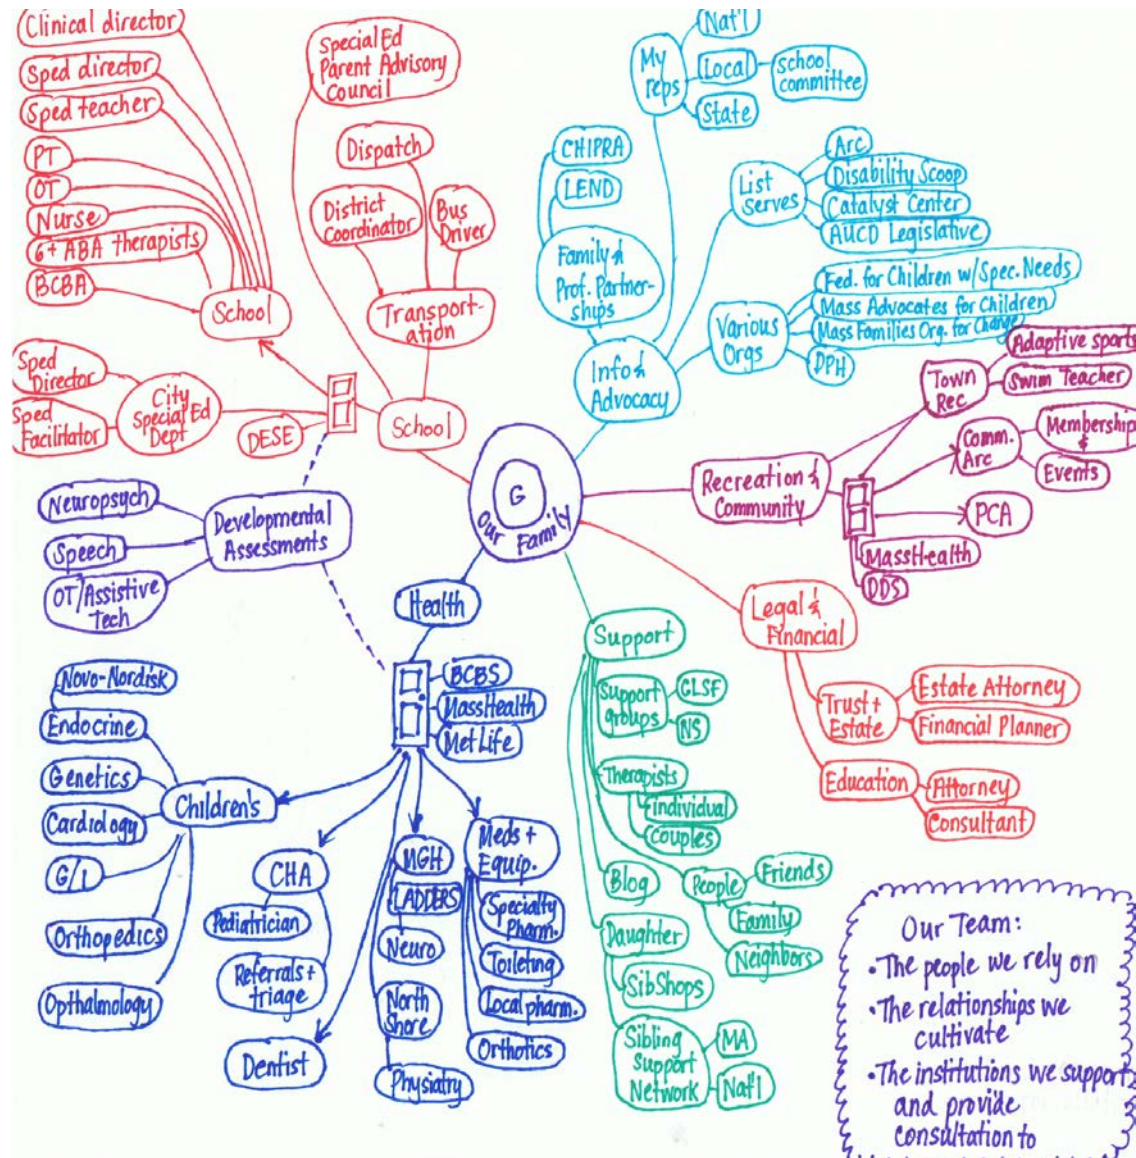 Clinical director
Sped director
Sped teacher
PT
OT
Nurse
6+ ABA therapists
BCBA
School
Special Ed
Parent Advisory
Council
Dispatch
District
Coordinator
Bus
Driver
Transport-
ation
Sped
Director
Sped
Facilitator
City
Special Ed
Dept
DESE
School
My
reps
Nat'l
Local
School
committee
State
CHIPRA
LEND
Family &
Prof. Partner-
ships
List
Serves
Arc
Disability Scoop
Catalyst Center
AUCD Legislative
Various
Orgs
Fed. for Children w/ Spec. Needs
Mass Advocates for Children
Mass Families Org. for Change
DPH
Info &
Advocacy
Town
Rec
Adaptive sports
Swim Teacher
Comm.
Arc
Membership
&
Events
Recreation &
Community
PCA
MassHealth
DDS
G
Our Family
Neuropsych
Speech
OT/Assistive
Tech
Developmental
Assessments
Health
BCBS
MassHealth
MetLife
Novo-Nordisk
Endocrine
Genetics
Cardiology
G/I
Orthopedics
Opthalmology
Children's
CHA
Pediatrician
Referrals +
triage
Dentist
MGH
LADDERS
Neuro
North
Shore
Physiatry
Meds +
Equip.
Specialty
Pharm.
Toileting
Local pharm.
Orthotics
Support
Support
groups
CLSF
NS
Therapists
individual
couples
Blog
People
Friends
Family
Neighbors
Daughter
SibShops
Sibling
Support
Network
MA
Nat'l
Legal &
Financial
Trust +
Estate
Estate Attorney
Financial Planner
Education
Attorney
Consultant
Our Team:
• The people we rely on
• The relationships we
cultivate
• The institutions we support
and provide
consultation to